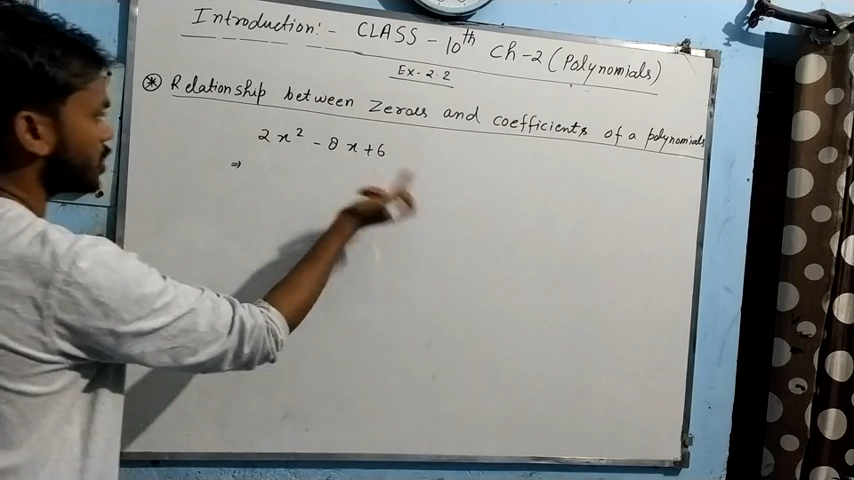 Introduction:- CLASS - 10th Ch-2 (Polynomials)
Ex-2.2
* Relationship between Zeroes and coefficients of a polynomials
2x² - 8x+6
⇒